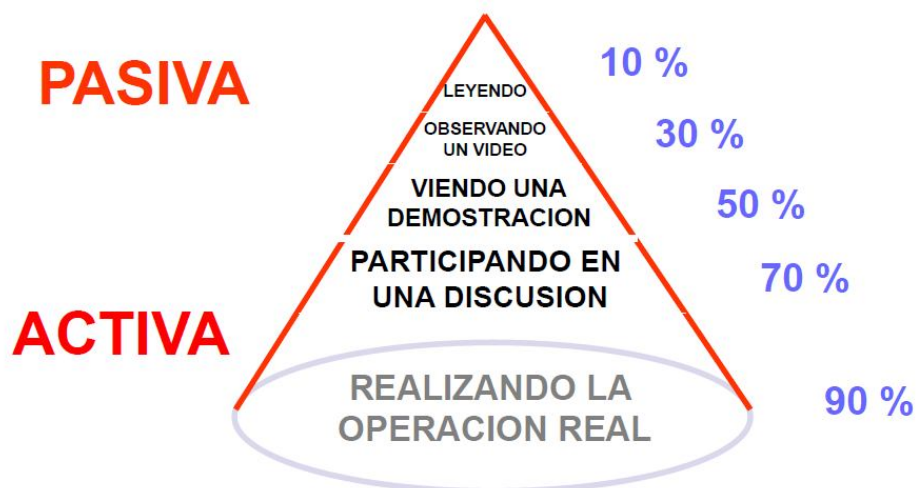 PASIVA
10 %
LEYENDO
OBSERVANDO
UN VIDEO
30 %
VIENDO UNA
DEMOSTRACION
50 %
PARTICIPANDO EN
UNA DISCUSION
70 %
ACTIVA
REALIZANDO LA
OPERACION REAL
90 %